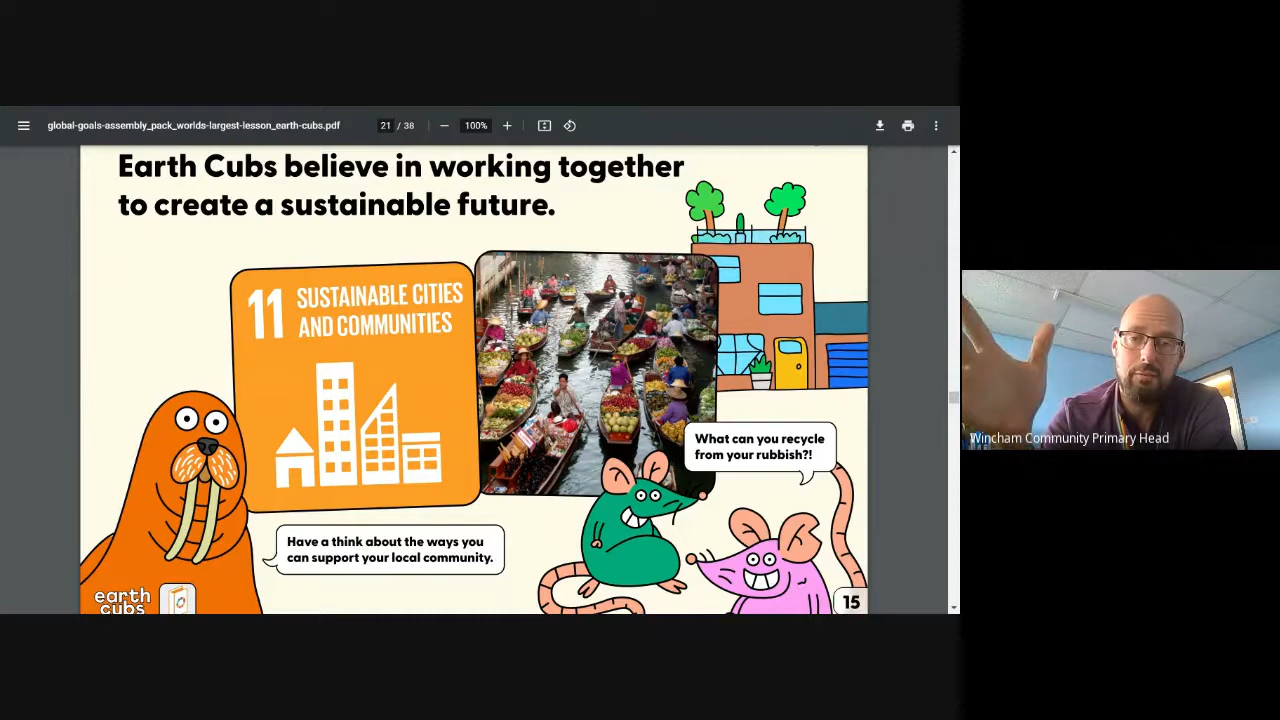 global-goals-assembly_pack_worlds-largest-lesson_earth-cubs.pdf
21 / 38
100%
Earth Cubs believe in working together
to create a sustainable future.
11 SUSTAINABLE CITIES
AND COMMUNITIES
What can you recycle
from your rubbish?!
Wincham Community Primary Head
Have a think about the ways you
can support your local community.
earth
cubs
15